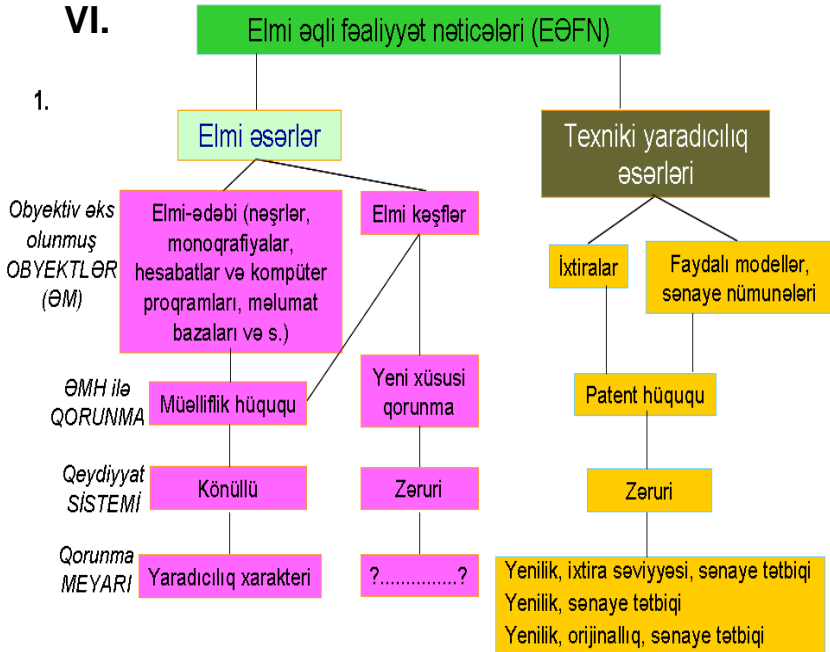 VI.
Elmi əqli fəaliyyət nəticələri (EƏFN)
1.
Elmi əsərlər
Texniki yaradıcılıq
əsərləri
Obyektiv əks
olunmuş
OBYEKTLƏR
(ƏM)
Elmi-ədəbi (nəşrlər,
monoqrafiyalar,
hesabatlar və kompüter
proqramları, məlumat
bazaları və s.)
Elmi kəşflər
İxtiralar
Faydalı modellər,
sənaye nümunələri
ƏMH ilə
QORUNMA
Müəlliflik hüququ
Yeni xüsusi
qorunma
Patent hüququ
Qeydiyyat
SİSTEMİ
Könüllü
Zəruri
Zəruri
Qorunma
MEYARI
Yaradıcılıq xarakteri
?...............?
Yenilik, ixtira səviyyəsi, sənaye tətbiqi
Yenilik, sənaye tətbiqi
Yenilik, orijinallıq, sənaye tətbiqi